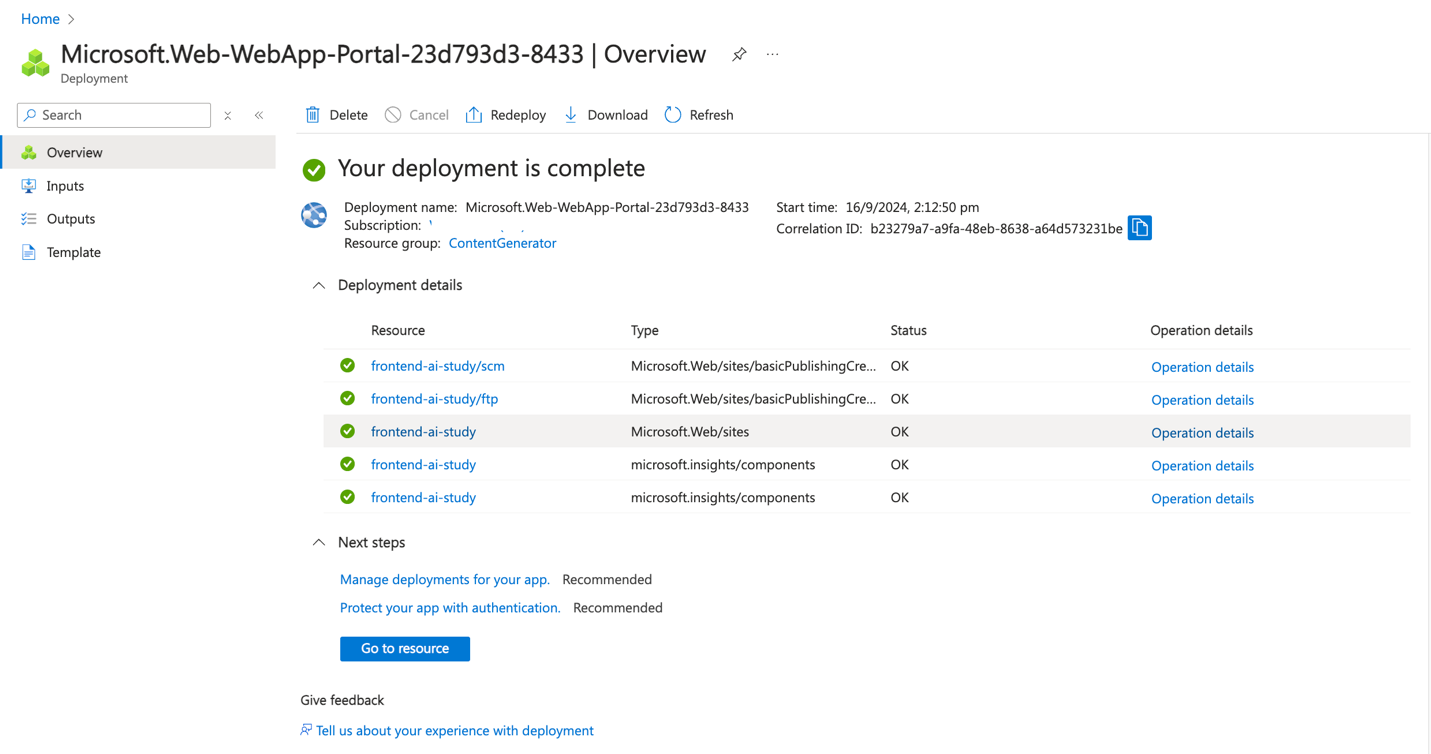 Home
Microsoft.Web-WebApp-Portal-23d793d3-8433 | Overview
Deployment
Search
Overview
Inputs
Outputs
Template
Delete Cancel Redeploy Download Refresh
Your deployment is complete
Deployment name: Microsoft.Web-WebApp-Portal-23d793d3-8433
Subscription:
Resource group: ContentGenerator
Start time: 16/9/2024, 2:12:50 pm
Correlation ID: b23279a7-a9fa-48eb-8638-a64d573231be
Deployment details
Resource Type Status Operation details
frontend-ai-study/scm Microsoft.Web/sites/basicPublishingCre... OK Operation details
frontend-ai-study/ftp Microsoft.Web/sites/basicPublishingCre... OK Operation details
frontend-ai-study Microsoft.Web/sites OK Operation details
frontend-ai-study microsoft.insights/components OK Operation details
frontend-ai-study microsoft.insights/components OK Operation details
Next steps
Manage deployments for your app. Recommended
Protect your app with authentication. Recommended
Go to resource
Give feedback
Tell us about your experience with deployment